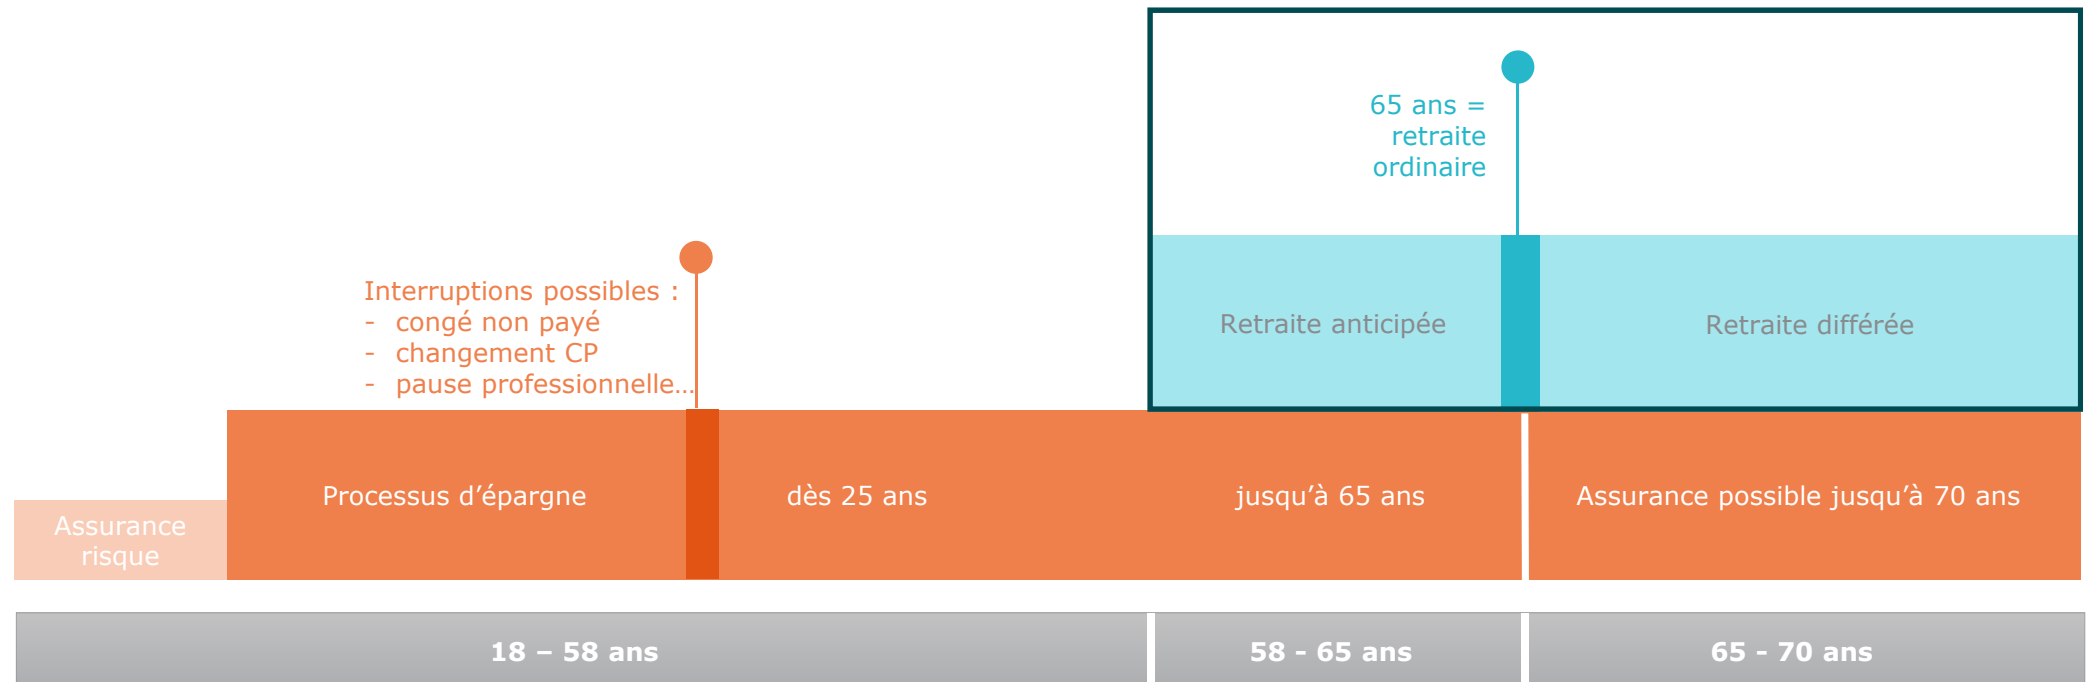 65 ans =
retraite
ordinaire
Interruptions possibles :
- congé non payé
- changement CP
- pause professionnelle…
Retraite anticipée
Retraite différée
Assurance
risque
Processus d’épargne
dès 25 ans
jusqu’à 65 ans
Assurance possible jusqu’à 70 ans
18 – 58 ans
58 - 65 ans
65 - 70 ans